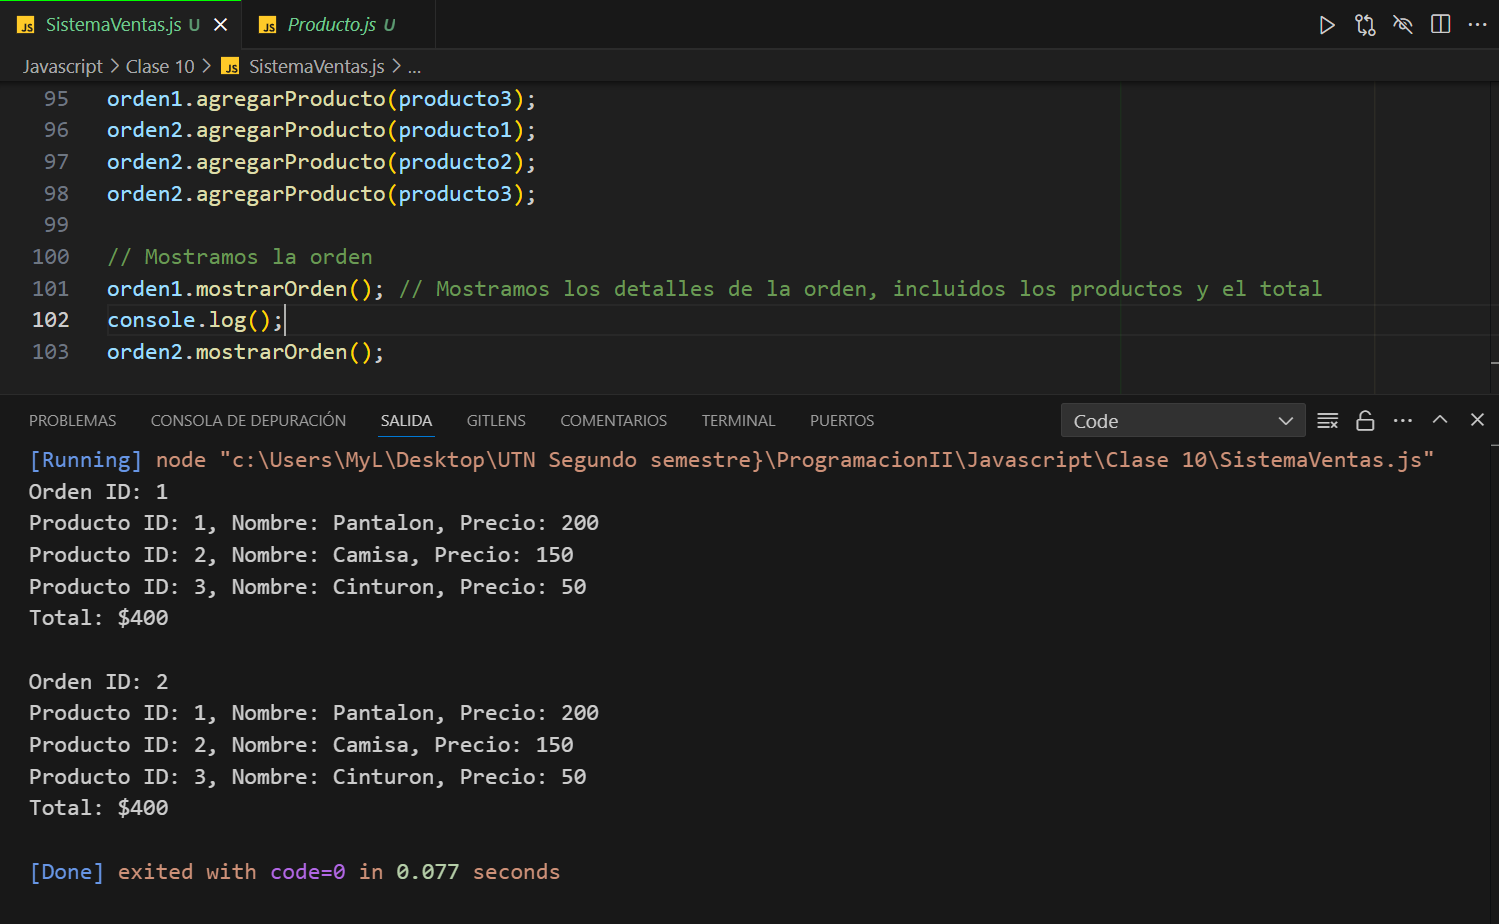 JS SistemaVentas.js U
JS Producto.js U
Javascript > Clase 10 > JS SistemaVentas.js > ...
95 orden1.agregarProducto(producto3);
96 orden2.agregarProducto(producto1);
97 orden2.agregarProducto(producto2);
98 orden2.agregarProducto(producto3);
99
100 // Mostramos la orden
101 orden1.mostrarOrden(); // Mostramos los detalles de la orden, incluidos los productos y el total
102 console.log();
103 orden2.mostrarOrden();
PROBLEMAS CONSOLA DE DEPURACIÓN SALIDA GITLENS COMENTARIOS TERMINAL PUERTOS Code
[Running] node "c:\Users\MyL\Desktop\UTN Segundo semestre}\ProgramacionII\Javascript\Clase 10\SistemaVentas.js"
Orden ID: 1
Producto ID: 1, Nombre: Pantalon, Precio: 200
Producto ID: 2, Nombre: Camisa, Precio: 150
Producto ID: 3, Nombre: Cinturon, Precio: 50
Total: $400
Orden ID: 2
Producto ID: 1, Nombre: Pantalon, Precio: 200
Producto ID: 2, Nombre: Camisa, Precio: 150
Producto ID: 3, Nombre: Cinturon, Precio: 50
Total: $400
[Done] exited with code=0 in 0.077 seconds